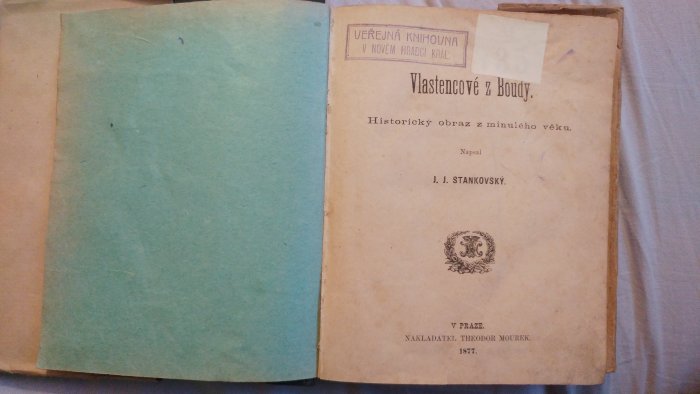 VEŘEJNÁ KNIHOVNA
V NOVÉM HRADCI KRÁL.
Vlastencové z Boudy.
Historický obraz z minulého věku.
Napsal
J. J. STANKOVSKÝ.
V PRAZE.
NAKLADATEL THEODOR MOUREK.
1877.